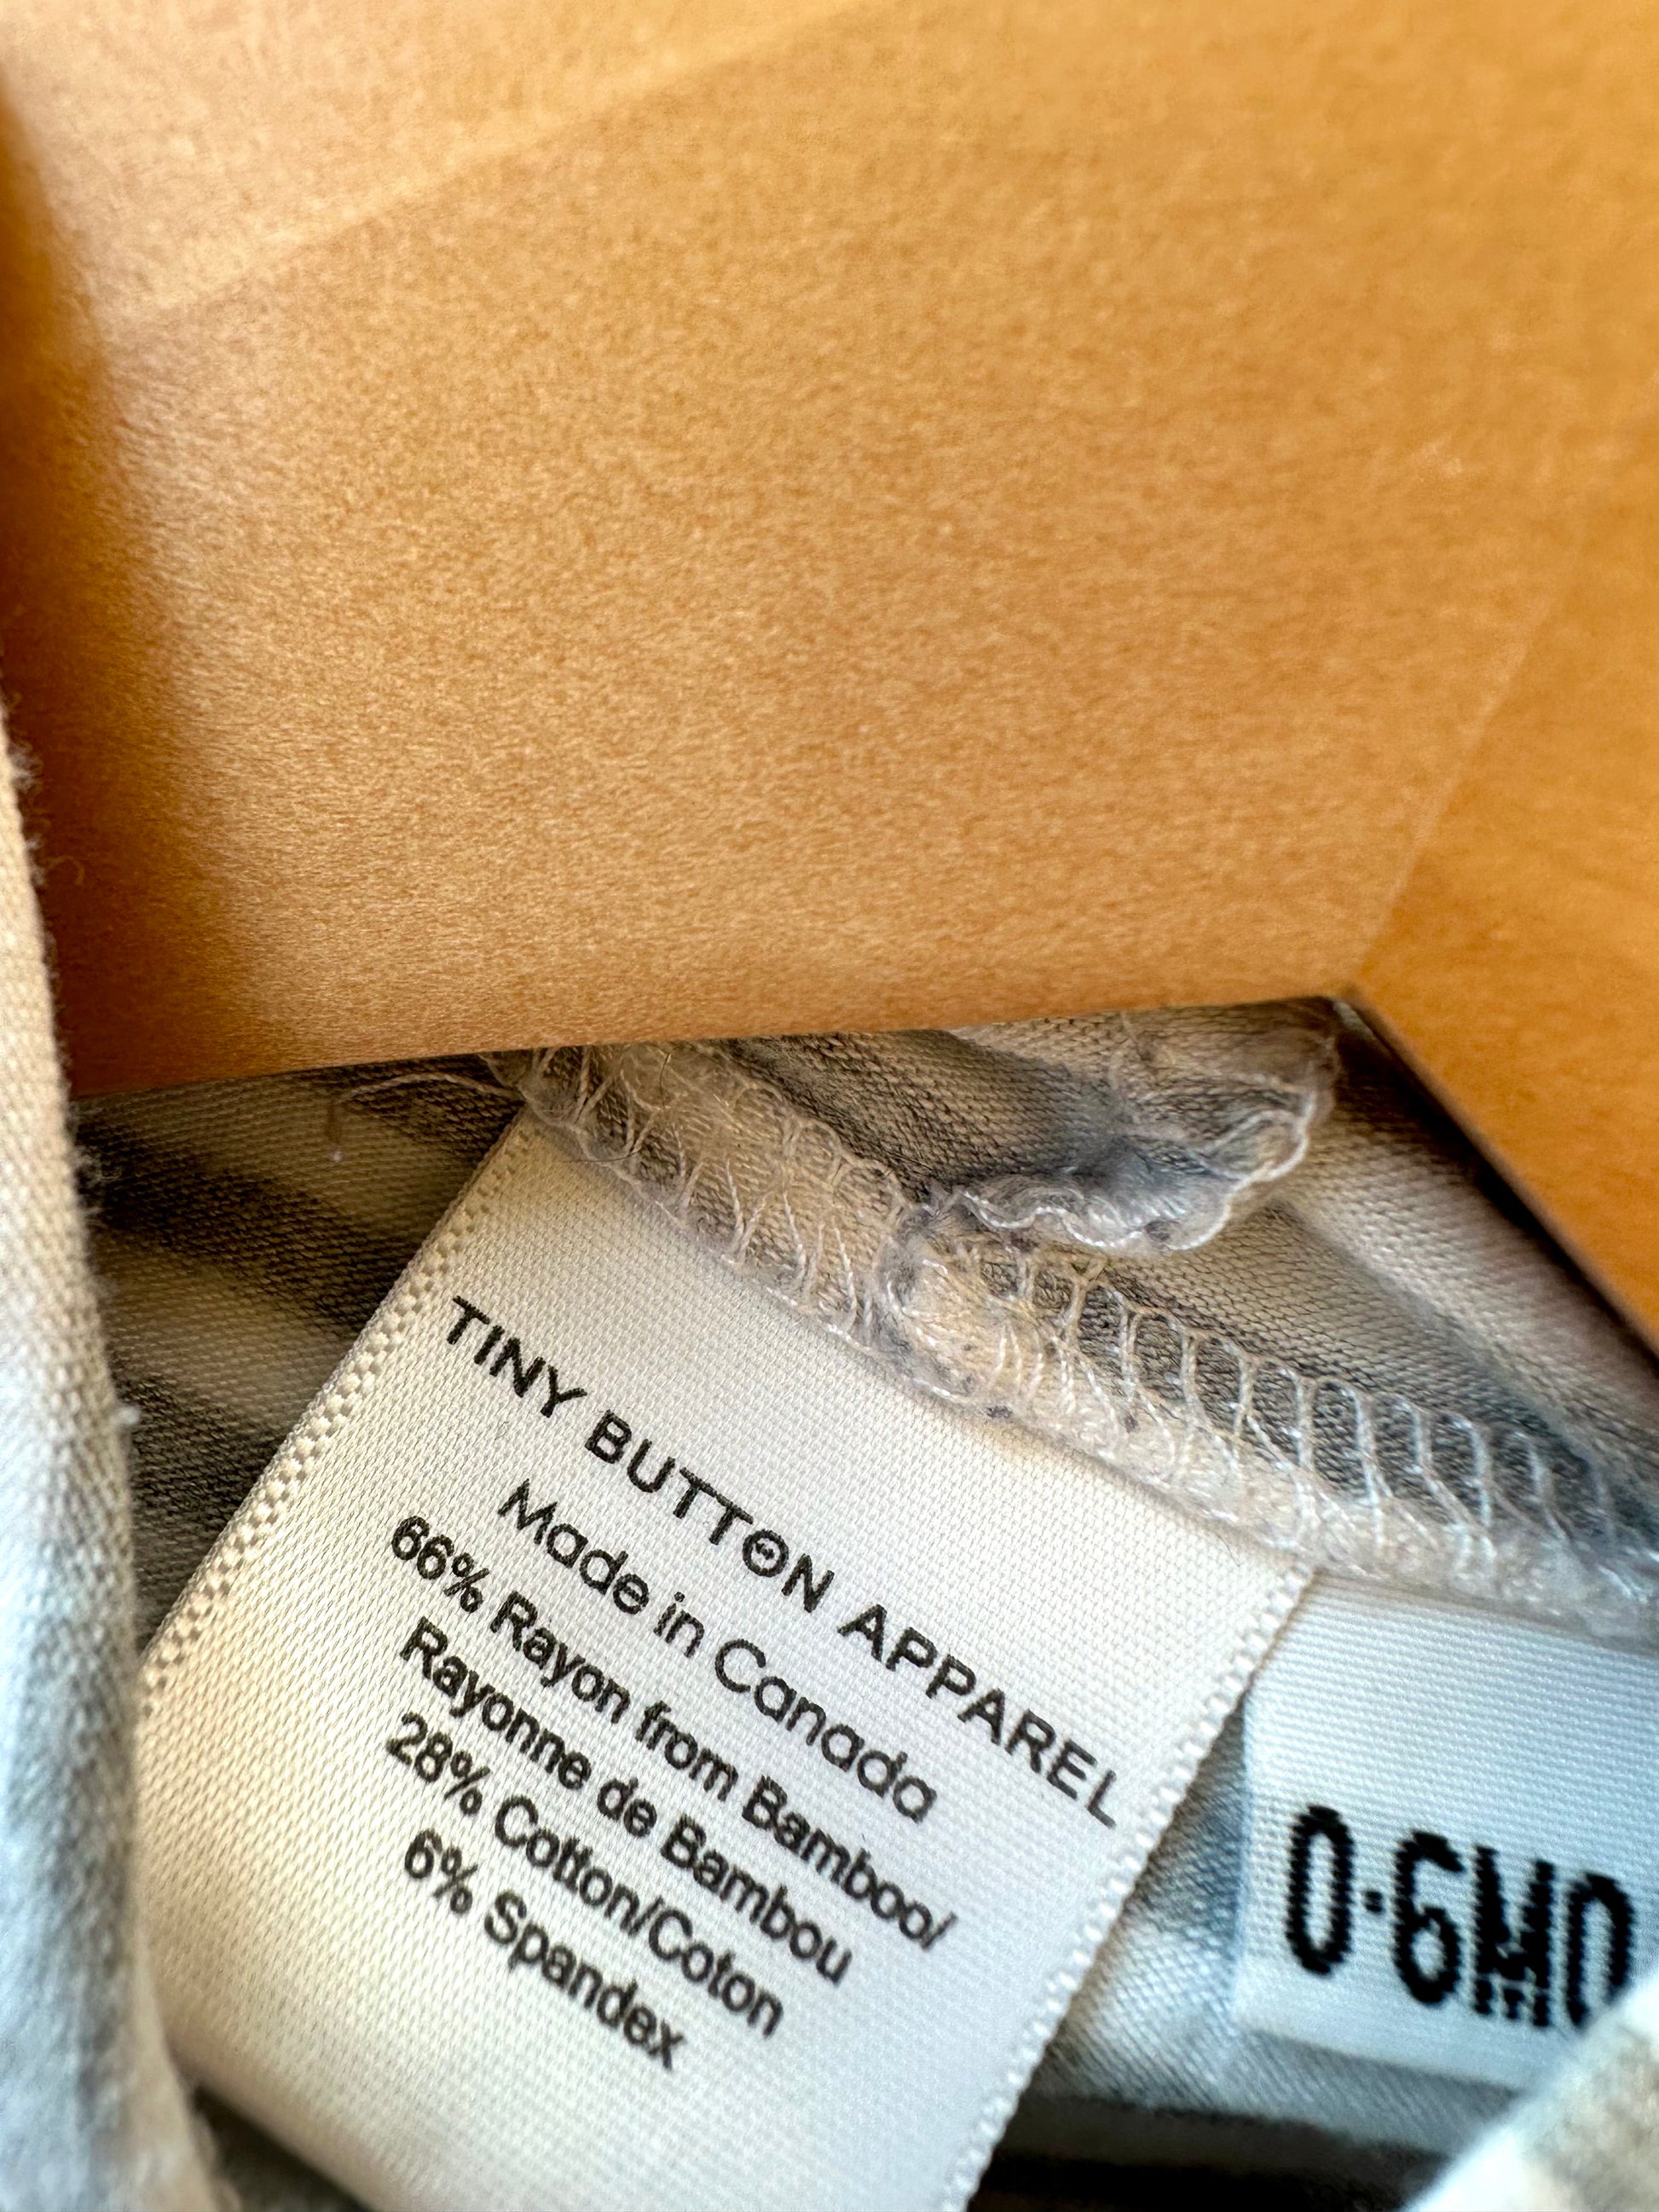 TINY BUTTON APPAREL
Made in Canada
66% Rayon from Bamboo/
Rayonne de Bambou
28% Cotton/Coton
6% Spandex
0-6MO